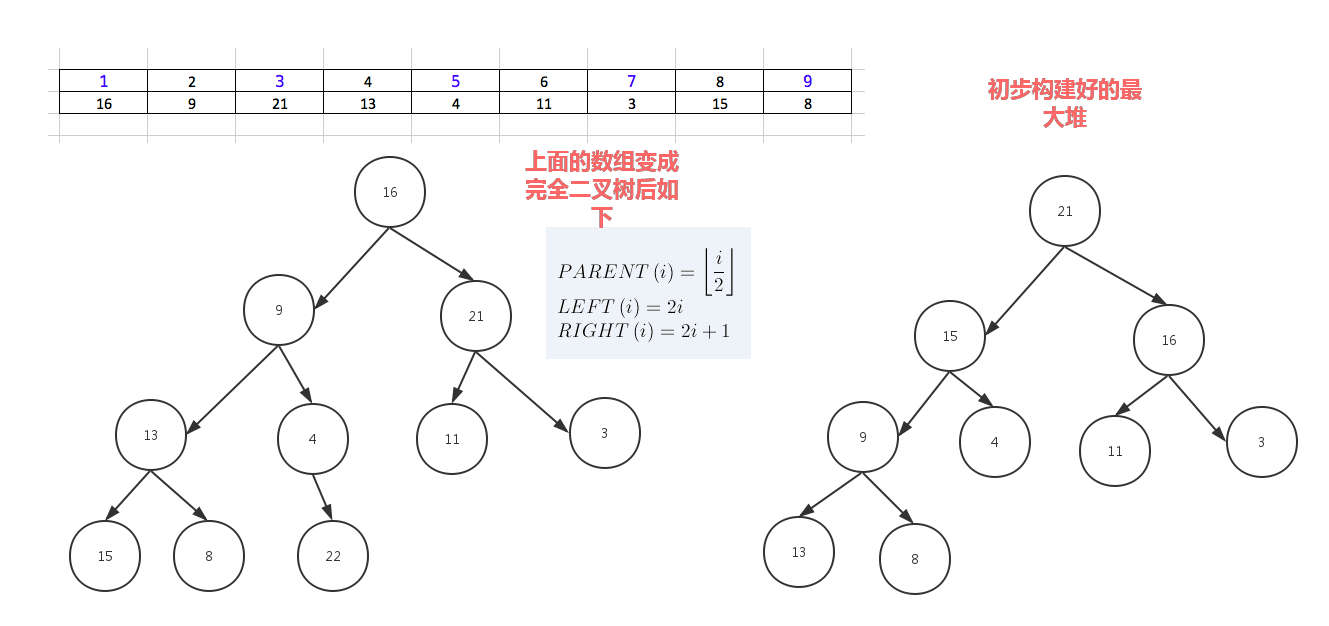 1 2 3 4 5 6 7 8 9
16 9 21 13 4 11 3 15 8
初步构建好的最
大堆
上面的数组变成
完全二叉树后如
下
PARENT (i) = ⌊i/2⌋
LEFT (i) = 2i
RIGHT (i) = 2i + 1
16
9
21
13
4
11
3
15
8
22
21
15
16
9
4
11
3
13
8